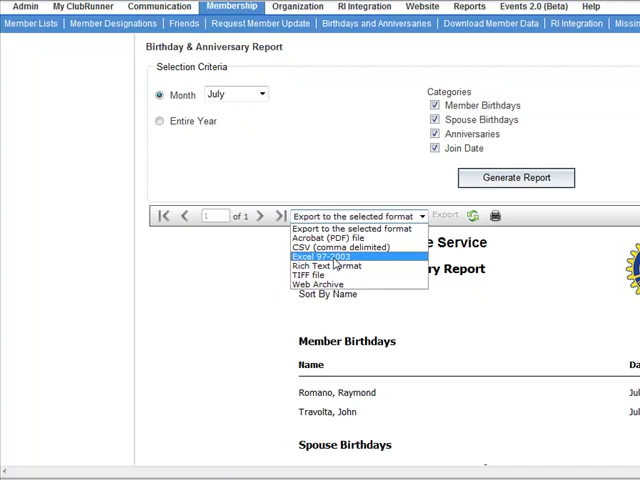 Admin My ClubRunner Communication Membership Organization RI Integration Website Reports Events 2.0 (Beta) Help
Member Lists Member Designations Friends Request Member Update Birthdays and Anniversaries Download Member Data RI Integration
Birthday & Anniversary Report
Selection Criteria
Month July
Entire Year
Categories
Member Birthdays
Spouse Birthdays
Anniversaries
Join Date
Generate Report
1 of 1 Export to the selected format Export
Export to the selected format
Acrobat (PDF) file
CSV (comma delimited)
Excel 97-2003
Rich Text Format
TIFF file
Web Archive
Service
Report
Sort By Name
Member Birthdays
Name
Romano, Raymond
Travolta, John
Spouse Birthdays